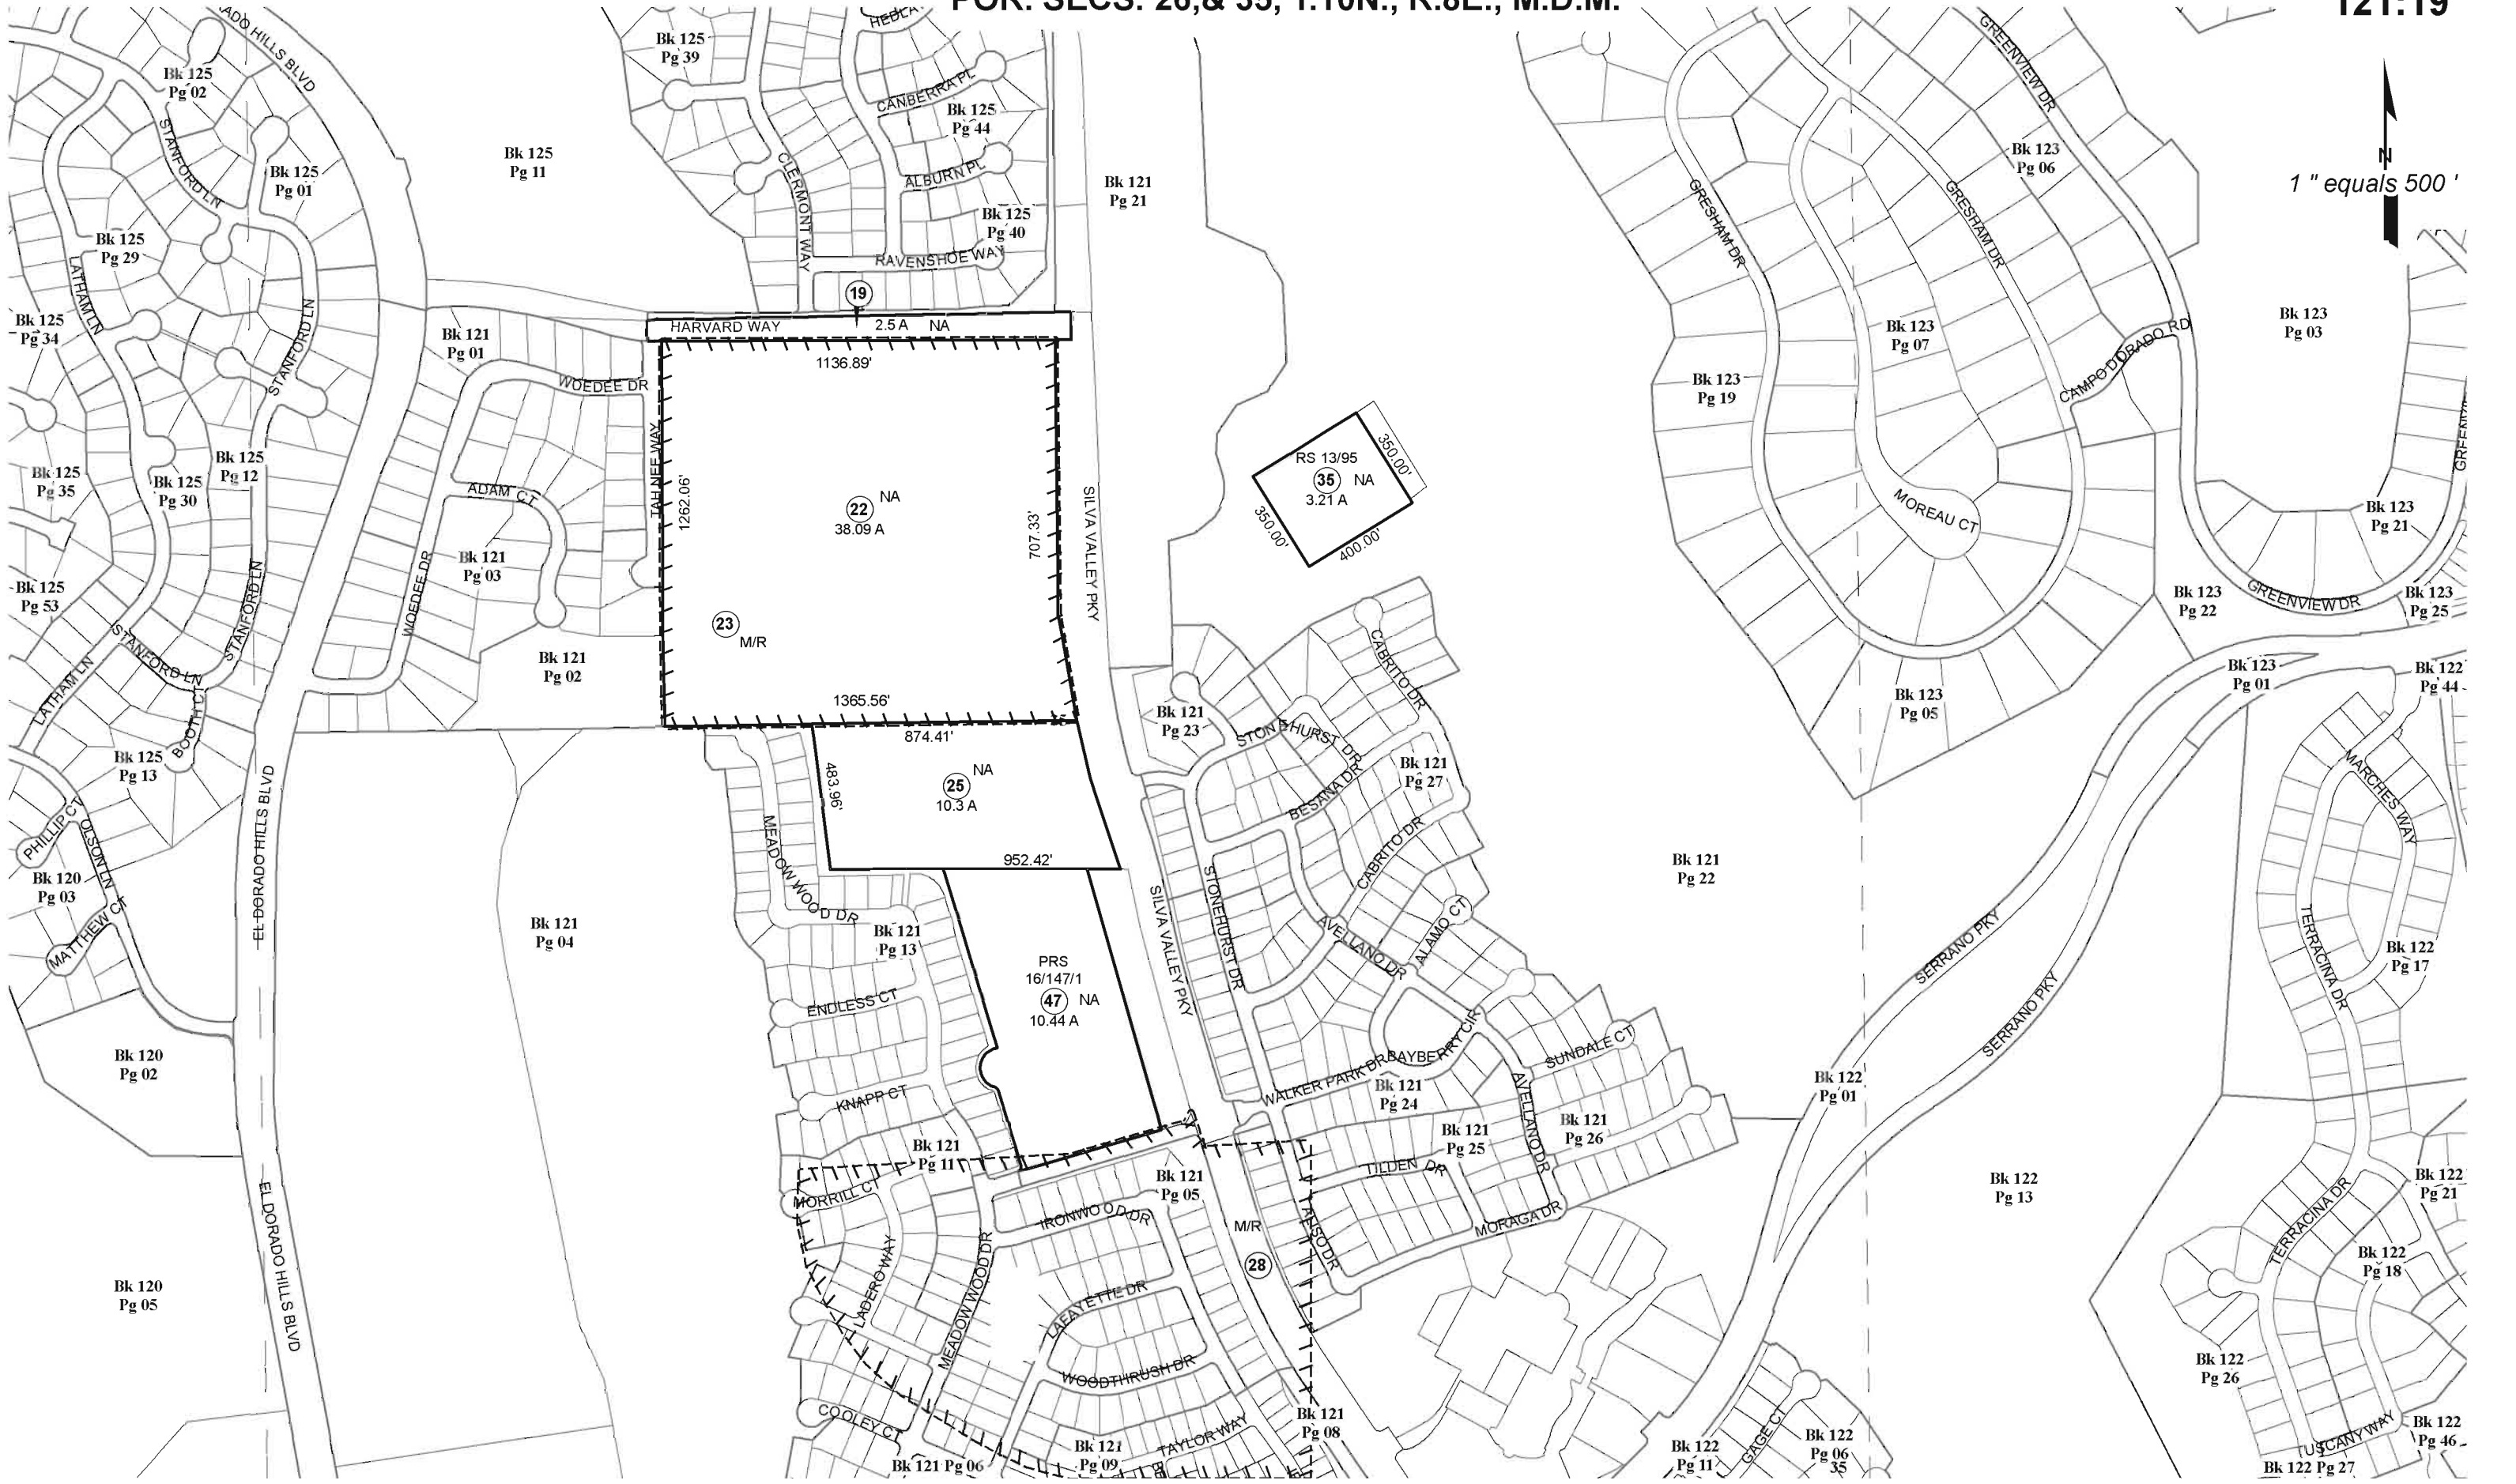 POR. SECS. 26,& 35, T.10N., R.8E., M.D.M.
121:19
N
1 " equals 500 '
ADO HILLS BLVD
Bk 125
Pg 02
STANFORD LN
Bk 125
Pg 01
Bk 125
Pg 11
Bk 125
Pg 39
CANBERRA PL
Bk 125
Pg 44
CLERMONT WAY
ALBURN PL
Bk 125
Pg 40
RAVENSHOE WAY
Bk 121
Pg 21
GREENVIEW DR
Bk 123
Pg 06
GRESHAM DR
GRESHAM DR
Bk 123
Pg 07
Bk 123
Pg 19
CAMPO DORADO RD
Bk 123
Pg 03
MOREAU CT
Bk 123
Pg 21
GREENVIEW DR
Bk 123
Pg 22
Bk 123
Pg 25
Bk 123
Pg 01
Bk 123
Pg 05
Bk 122
Pg 44
Bk 125
Pg 29
LATHAM LN
Bk 125
Pg 34
STANFORD LN
Bk 121
Pg 01
WOEDEE DR
Bk 125
Pg 12
Bk 125
Pg 35
Bk 125
Pg 30
ADAM CT
Bk 121
Pg 03
WOEDEE DR
TAH NEE WAY
Bk 125
Pg 53
STANFORD LN
STANFORD LN
LATHAM LN
BOOTH CT
Bk 125
Pg 13
Bk 121
Pg 02
19
HARVARD WAY
2.5 A NA
1136.89'
1262.06'
22 NA
38.09 A
707.33'
SILVA VALLEY PKY
23
M/R
1365.56'
RS 13/95
35 NA
3.21 A
350.00'
350.00'
400.00'
874.41'
483.96'
25 NA
10.3 A
952.42'
PRS
16/147/1
47 NA
10.44 A
SILVA VALLEY PKY
PHILLIP CT
OLSON LN
Bk 120
Pg 03
MATTHEW CT
EL DORADO HILLS BLVD
Bk 120
Pg 02
Bk 120
Pg 05
EL DORADO HILLS BLVD
Bk 121
Pg 04
MEADOW WOOD DR
Bk 121
Pg 13
ENDLESS CT
KNAPP CT
Bk 121
Pg 11
MORRILL CT
LADERO WAY
MEADOW WOOD DR
COOLEY CT
Bk 121 Pg 06
Bk 121
Pg 09
IRONWOOD DR
Bk 121
Pg 05
LAFAYETTE DR
WOODTHRUSH DR
TAYLOR WAY
Bk 121
Pg 08
M/R
28
CABRITO DR
Bk 121
Pg 23
STONEHURST DR
BESANA DR
Bk 121
Pg 27
STONEHURST DR
CABRITO DR
AVELLANO DR
ALAMO CT
WALKER PARK DR
BAYBERRY CIR
SUNDALE CT
Bk 121
Pg 24
AVELLANO DR
Bk 121
Pg 25
Bk 121
Pg 26
TILDEN DR
MORAGA DR
Bk 121
Pg 22
SERRANO PKY
SERRANO PKY
Bk 122
Pg 01
Bk 122
Pg 13
MARCHES WAY
TERRACINA DR
Bk 122
Pg 17
Bk 122
Pg 21
TERRACINA DR
Bk 122
Pg 18
Bk 122
Pg 26
TUSCANY WAY
Bk 122
Pg 46
Bk 122 Pg 27
Bk 122
Pg 11
GAGE CT
Bk 122
Pg 06
35